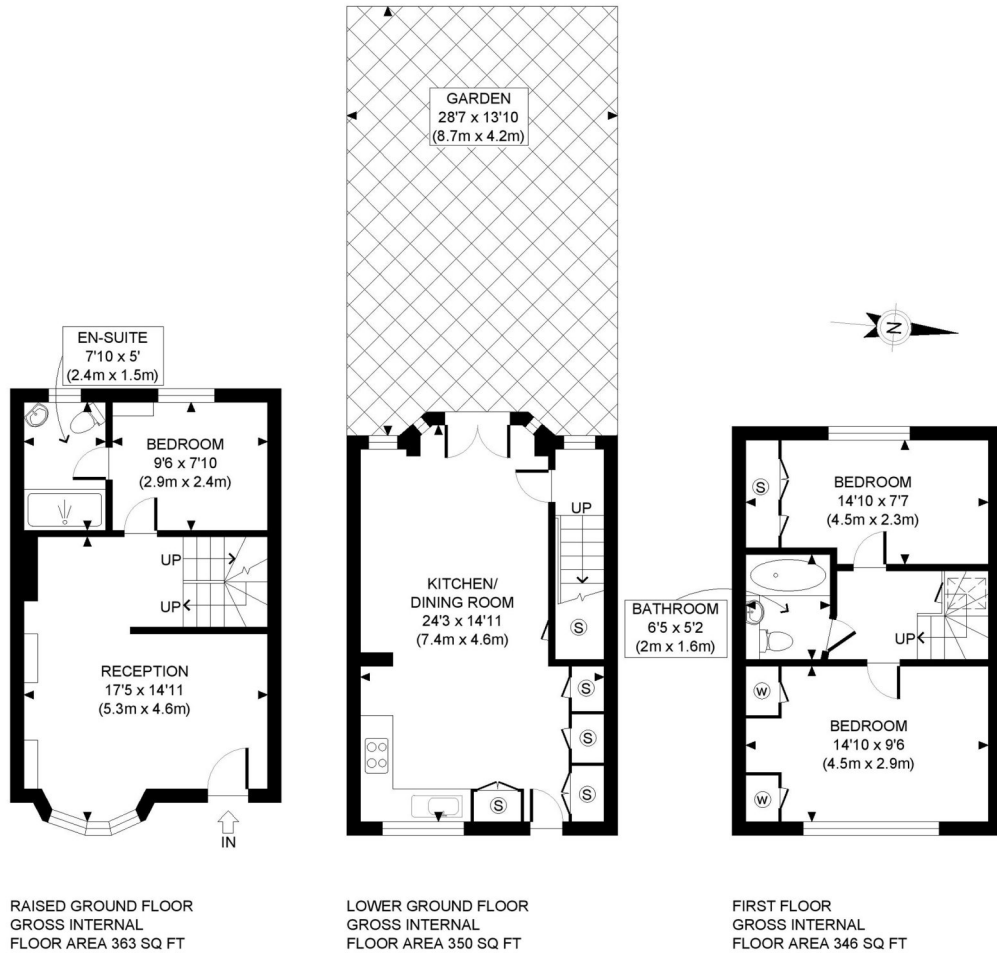 GARDEN
28'7 x 13'10
(8.7m x 4.2m)
N
EN-SUITE
7'10 x 5'
(2.4m x 1.5m)
BEDROOM
9'6 x 7'10
(2.9m x 2.4m)
UP
UP
RECEPTION
17'5 x 14'11
(5.3m x 4.6m)
IN
RAISED GROUND FLOOR
GROSS INTERNAL
FLOOR AREA 363 SQ FT
UP
KITCHEN/
DINING ROOM
24'3 x 14'11
(7.4m x 4.6m)
S
S
S
S
S
LOWER GROUND FLOOR
GROSS INTERNAL
FLOOR AREA 350 SQ FT
S
BEDROOM
14'10 x 7'7
(4.5m x 2.3m)
BATHROOM
6'5 x 5'2
(2m x 1.6m)
UP
W
BEDROOM
14'10 x 9'6
(4.5m x 2.9m)
W
FIRST FLOOR
GROSS INTERNAL
FLOOR AREA 346 SQ FT